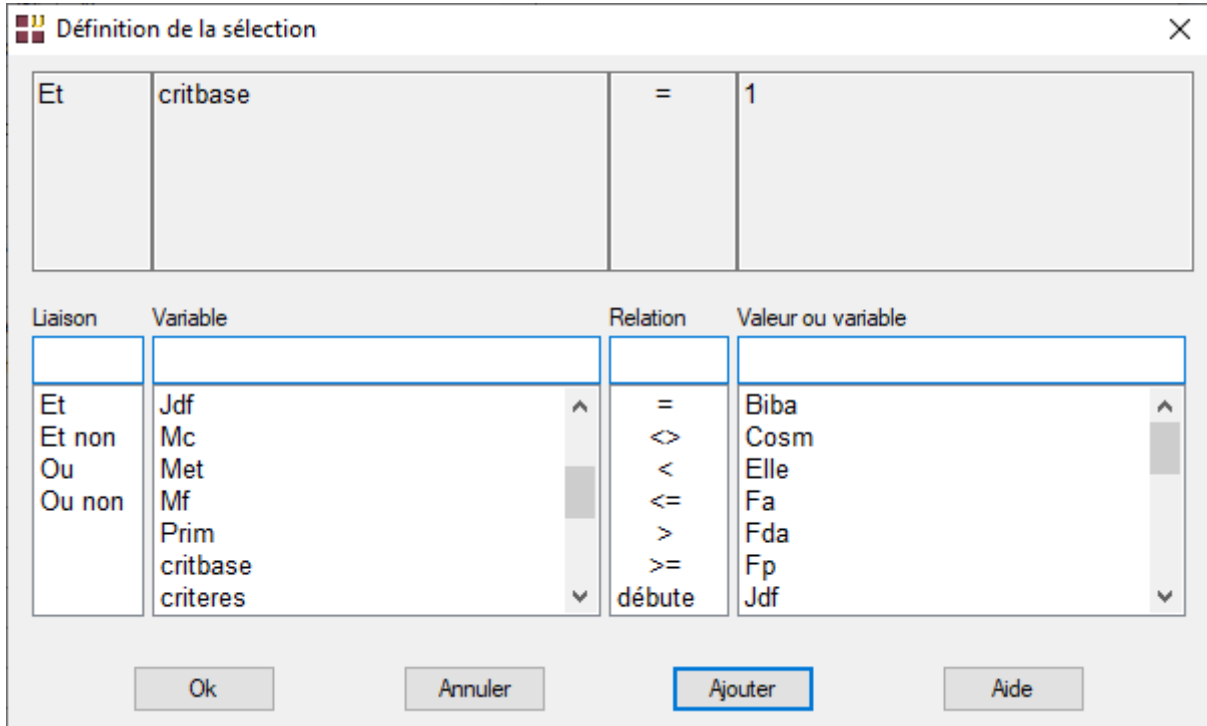 Définition de la sélection
Et critbase = 1
Liaison Variable Relation Valeur ou variable
Et Jdf = Biba
Et non Mc <> Cosm
Ou Met < Elle
Ou non Mf <= Fa
Prim > Fda
critbase >= Fp
criteres débute Jdf
Ok Annuler Ajouter Aide